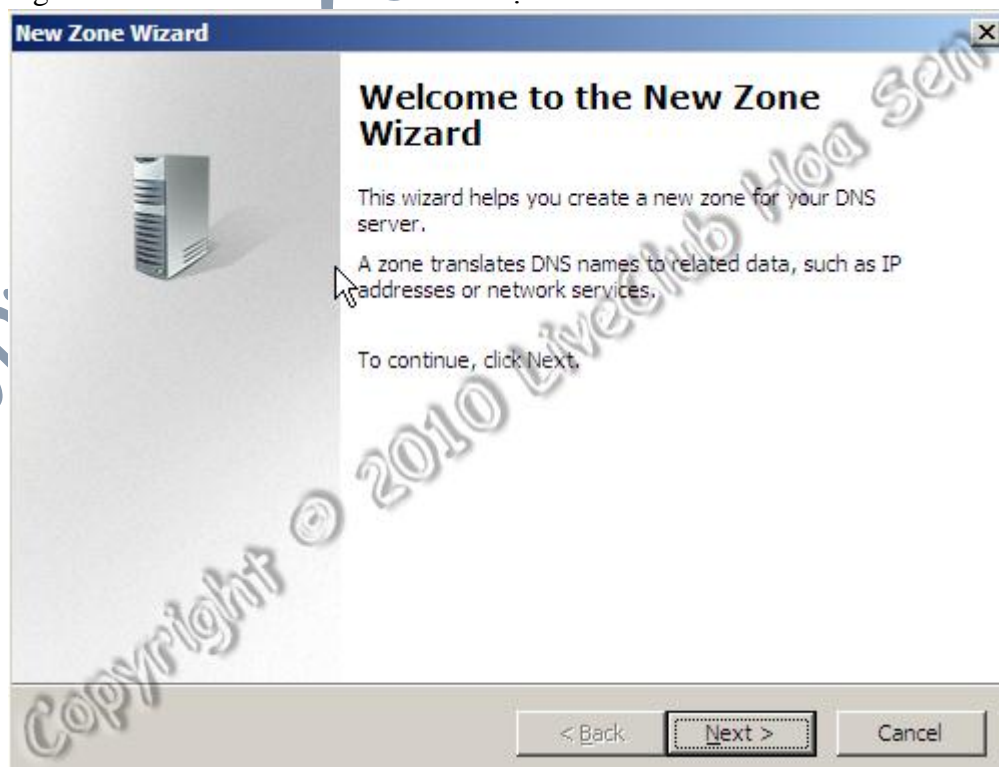 New Zone Wizard
Welcome to the New Zone
Wizard
This wizard helps you create a new zone for your DNS
server.
A zone translates DNS names to related data, such as IP
addresses or network services.
To continue, click Next.
Copyright © 2010 Liveclub Hoa Sen
< Back
Next >
Cancel